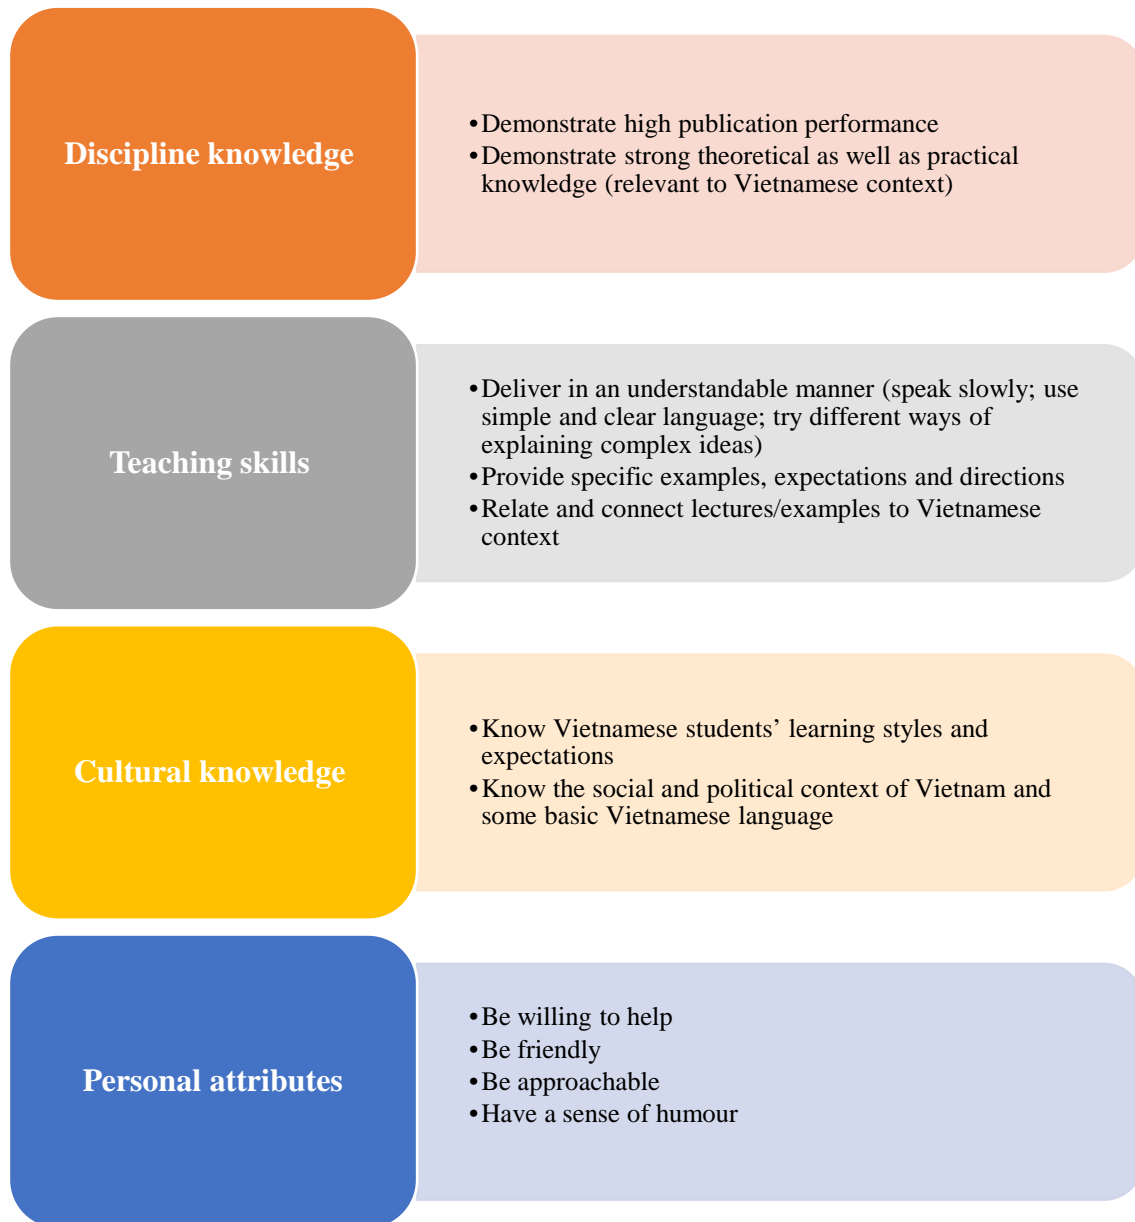 Discipline knowledge
•Demonstrate high publication performance
•Demonstrate strong theoretical as well as practical
knowledge (relevant to Vietnamese context)
Teaching skills
•Deliver in an understandable manner (speak slowly; use
simple and clear language; try different ways of
explaining complex ideas)
•Provide specific examples, expectations and directions
•Relate and connect lectures/examples to Vietnamese
context
Cultural knowledge
•Know Vietnamese students’ learning styles and
expectations
•Know the social and political context of Vietnam and
some basic Vietnamese language
Personal attributes
•Be willing to help
•Be friendly
•Be approachable
•Have a sense of humour